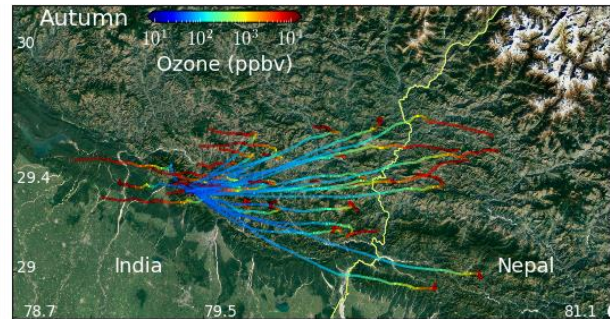 Autumn
10¹ 10² 10³ 10⁴
Ozone (ppbv)
30
29.4
29
India
Nepal
78.7 79.5 81.1